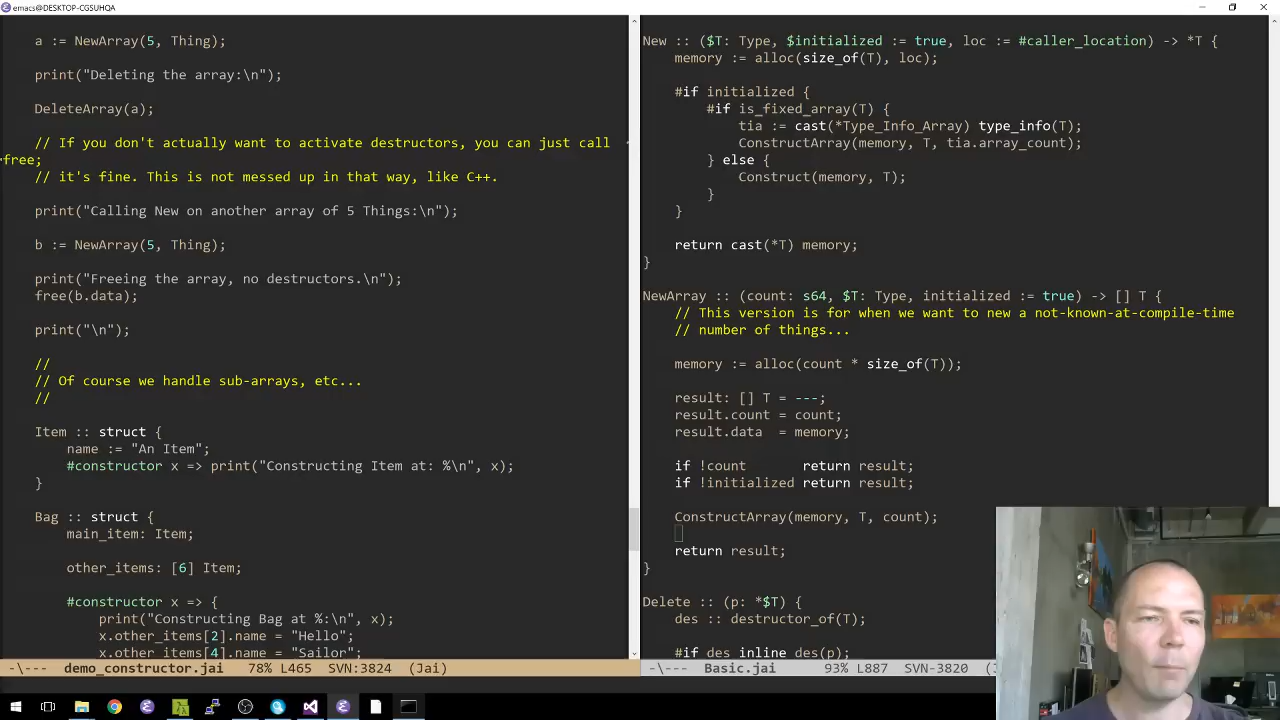 emacs@DESKTOP-CGSUHQA
a := NewArray(5, Thing);
print("Deleting the array:\n");
DeleteArray(a);
// If you don't actually want to activate destructors, you can just call
free;
// it's fine. This is not messed up in that way, like C++.
print("Calling New on another array of 5 Things:\n");
b := NewArray(5, Thing);
print("Freeing the array, no destructors.\n");
free(b.data);
print("\n");
//
// Of course we handle sub-arrays, etc...
//
Item :: struct {
name := "An Item";
#constructor x => print("Constructing Item at: %\n", x);
}
Bag :: struct {
main_item: Item;
other_items: [6] Item;
#constructor x => {
print("Constructing Bag at %:\n", x);
x.other_items[2].name = "Hello";
x.other_items[4].name = "Sailor";
-\--- demo_constructor.jai 78% L465 SVN:3824 (Jai)
New :: ($T: Type, $initialized := true, loc := #caller_location) -> *T {
memory := alloc(size_of(T), loc);
#if initialized {
#if is_fixed_array(T) {
tia := cast(*Type_Info_Array) type_info(T);
ConstructArray(memory, T, tia.array_count);
} else {
Construct(memory, T);
}
}
return cast(*T) memory;
}
NewArray :: (count: s64, $T: Type, initialized := true) -> [] T {
// This version is for when we want to new a not-known-at-compile-time
// number of things...
memory := alloc(count * size_of(T));
result: [] T = ---;
result.count = count;
result.data = memory;
if !count return result;
if !initialized return result;
ConstructArray(memory, T, count);
return result;
}
Delete :: (p: *$T) {
des :: destructor_of(T);
#if des inline des(p);
-\--- Basic.jai 93% L887 SVN-3820 (